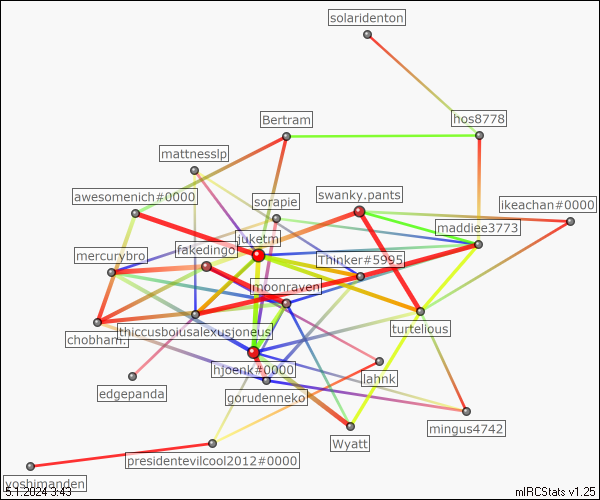 solaridenton
hos8778
Bertram
mattnesslp
awesomenich#0000
sorapie
swanky.pants
ikeachan#0000
maddiee3773
juketm
fakedingo
mercurybro
Thinker#5995
moonraven
thiccusboiusalexusjoneus
chobham.
turtelious
hjoenk#0000
lahnk
edgepanda
gorudenneko
mingus4742
Wyatt
presidentevilcool2012#0000
yoshimanden
5.1.2024 3:43
mIRCStats v1.25